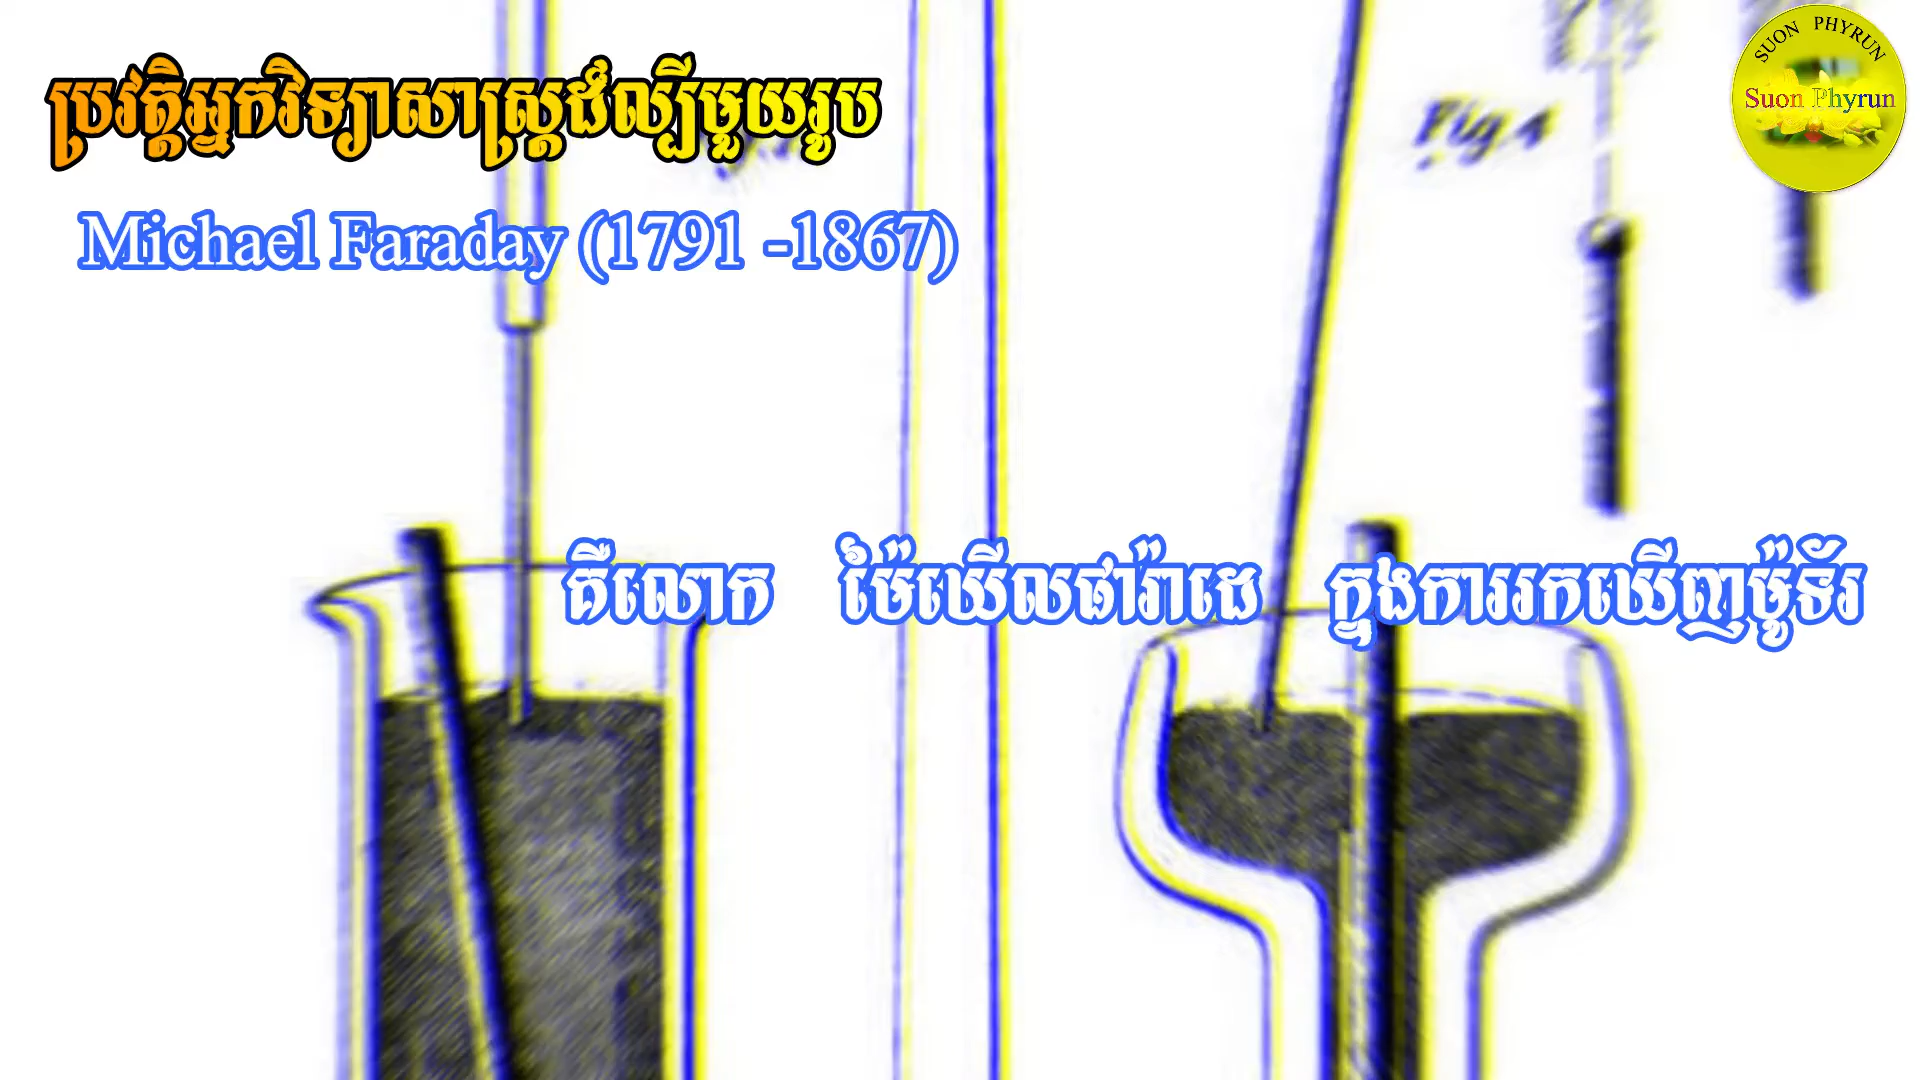 ប្រវត្តិអ្នកវិទ្យាសាស្ត្រដ៏ល្បីមួយរូប
SUON PHYRUN
Suon Phyrun
Michael Faraday (1791 -1867)
Fig 4
គឺលោក ម៉ៃឃើលផារ៉ាដេ ក្នុងការរកឃើញម៉ូទ័រ